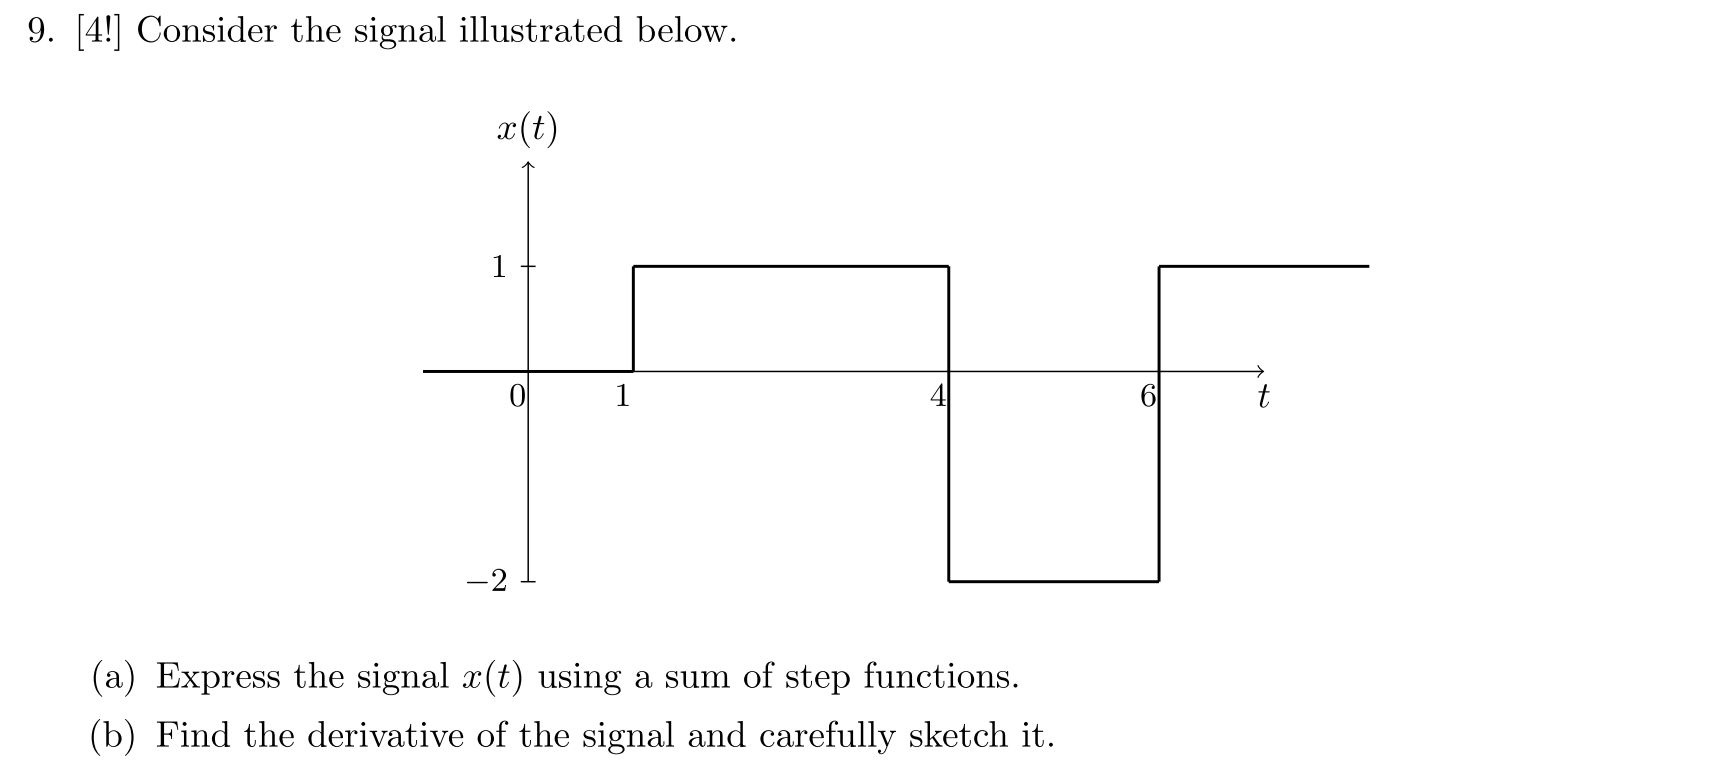 9. [4!] Consider the signal illustrated below.
x(t)
1
0 1 4 6 t
−2
(a) Express the signal x(t) using a sum of step functions.
(b) Find the derivative of the signal and carefully sketch it.